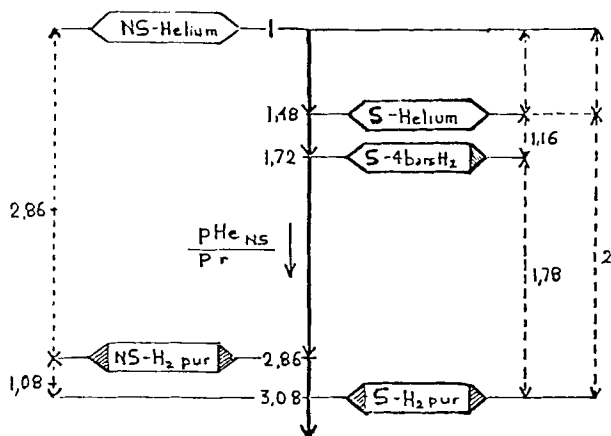 NS-Helium
1
1,48
S-Helium
1,16
1,72
S-4barsH₂
2,86
pHe NS
Pr
1,78
2
NS-H₂ pur
2,86
1,08
3,08
S-H₂ pur